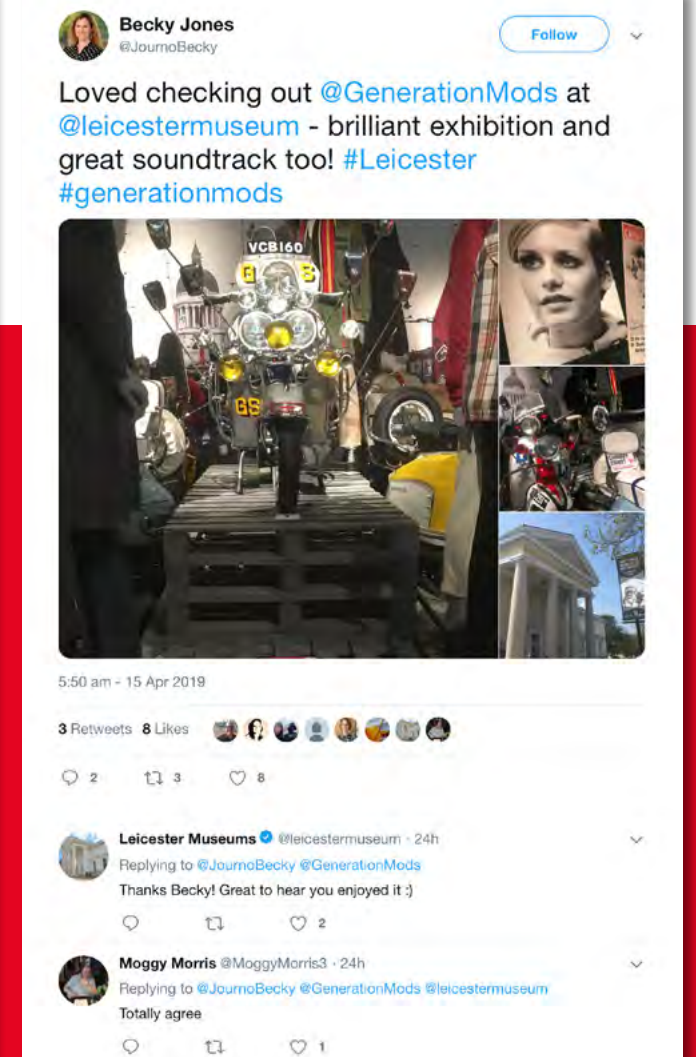 Becky Jones
@JournoBecky
Follow
Loved checking out @GenerationMods at
@leicestermuseum - brilliant exhibition and
great soundtrack too! #Leicester
#generationmods
VCB160
G S
GS
5:50 am - 15 Apr 2019
3 Retweets 8 Likes
2 3 8
Leicester Museums @leicestermuseum · 24h
Replying to @JournoBecky @GenerationMods
Thanks Becky! Great to hear you enjoyed it :)
2
Moggy Morris @MoggyMorris3 · 24h
Replying to @JournoBecky @GenerationMods @leicestermuseum
Totally agree
1